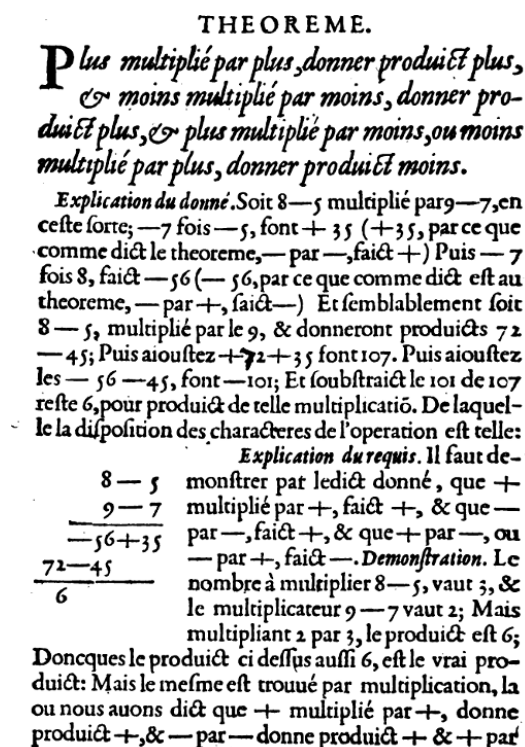 THEOREME.
Plus multiplié par plus, donner produict plus,
& moins multiplié par moins, donner pro-
duict plus, & plus multiplié par moins, ou moins
multiplié par plus, donner produict moins.
Explication du donné. Soit 8—5 multiplié par 9—7, en
ceſte ſorte; —7 fois —5, font + 35 (+35, par ce que
comme dict le theoreme, — par —, faict +) Puis — 7
fois 8, faict — 56 (— 56, par ce que comme dict eſt au
theoreme, — par +, faict —) Et ſemblablement ſoit
8 — 5, multiplié par le 9, & donneront produicts 72
— 45; Puis aiouſtez + 72 + 35 font 107. Puis aiouſtez
les — 56 —45, font —101; Et ſoubſtraict le 101 de 107
reſte 6, pour produict de telle multiplicatiō. De laquel-
le la diſpoſition des characteres de l'operation eſt telle:
Explication du requis. Il faut de-
8 — 5 monſtrer par ledict donné, que +
9 — 7 multiplié par +, faict +, & que —
—56+35 par —, faict +, & que + par —, ou
72—45 — par +, faict —. Demonſtration. Le
6 nombre à multiplier 8—5, vaut 3, &
le multiplicateur 9 — 7 vaut 2; Mais
multipliant 2 par 3, le produict eſt 6;
Doncques le produict ci deſſus auſſi 6, eſt le vrai pro-
duict: Mais le meſme eſt trouué par multiplication, la
ou nous auons dict que + multiplié par +, donne
produict +, & — par — donne produict + & + par